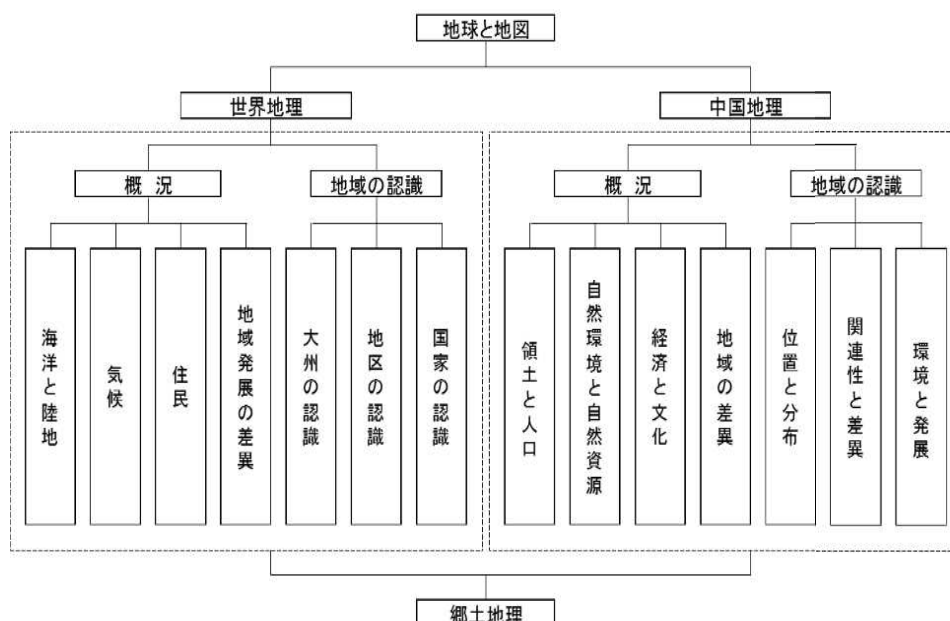 地球と地図
世界地理
中国地理
概況
地域の認識
概況
地域の認識
海洋と陸地
気候
住民
地域発展の差異
大州の認識
地区の認識
国家の認識
領土と人口
自然環境と自然資源
経済と文化
地域の差異
位置と分布
関連性と差異
環境と発展
郷土地理